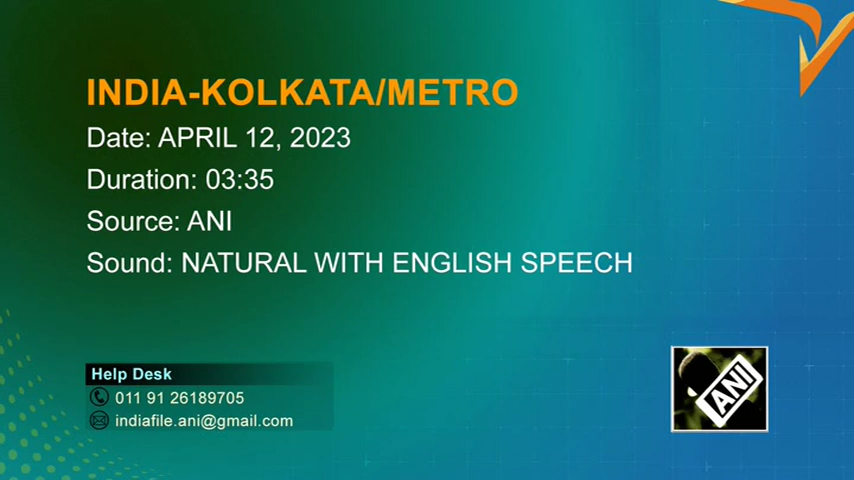 INDIA-KOLKATA/METRO
Date: APRIL 12, 2023
Duration: 03:35
Source: ANI
Sound: NATURAL WITH ENGLISH SPEECH
Help Desk
011 91 26189705
indiafile.ani@gmail.com
ANI